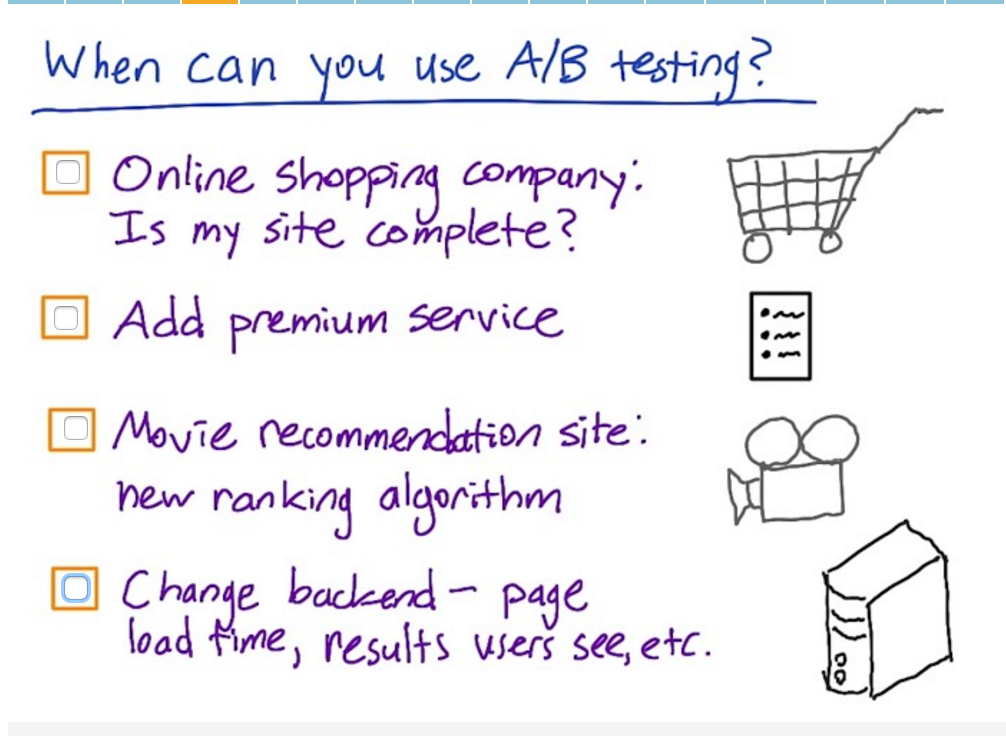 When can you use A/B testing?
Online shopping company:
Is my site complete?
Add premium service
Movie recommendation site:
new ranking algorithm
Change backend - page
load time, results users see, etc.